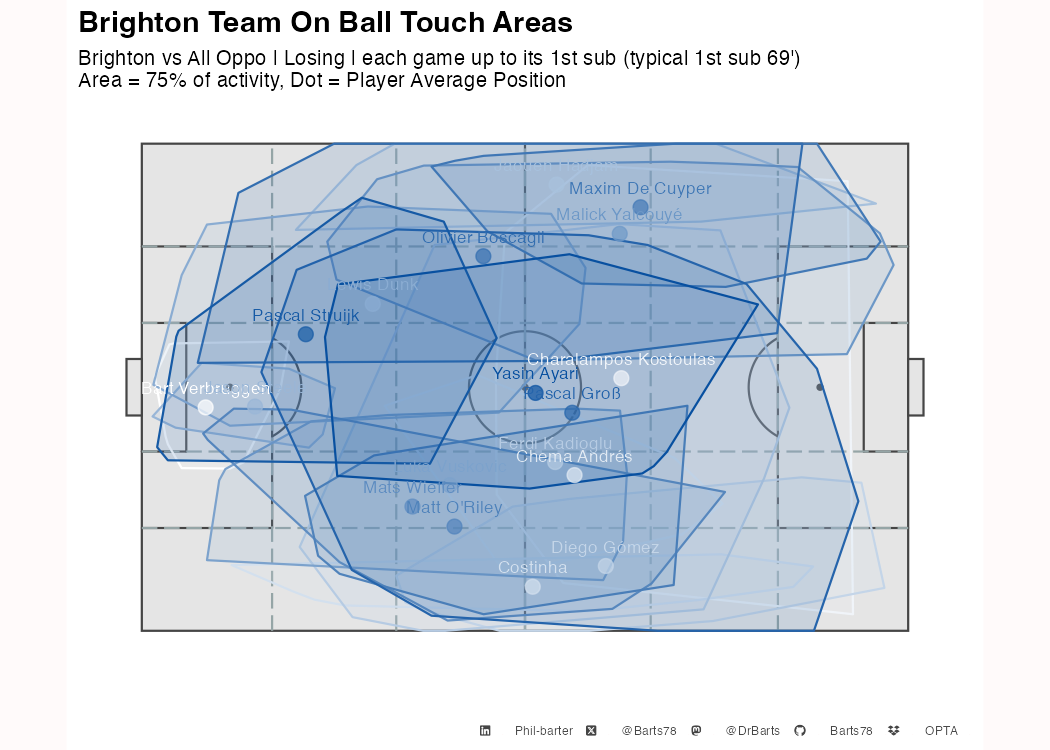 Brighton Team On Ball Touch Areas
Brighton vs All Oppo | Losing | each game up to its 1st sub (typical 1st sub 69')
Area = 75% of activity, Dot = Player Average Position
Maxim De Cuyper
Malick Yalcouyé
Olivier Boscagli
Lewis Dunk
Pascal Struijk
Charalampos Kostoulas
Yasin Ayari
Bart Verbruggen
Pascal Groß
Ferdi Kadioglu
Chema Andrés
Mats Wieffer
Matt O'Riley
Diego Gómez
Costinha
Phil-barter @Barts78 @DrBarts Barts78 OPTA